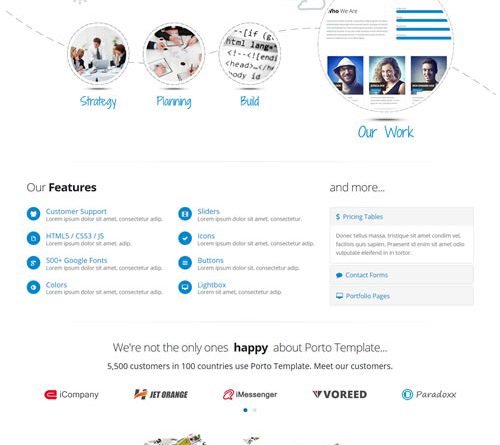 Who We Are
--[if (g
html lang=
<!--<![endi
<head>
body id
Strategy
Planning
Build
Our Work
Our Features
and more...
Customer Support
Lorem ipsum dolor sit amet, consectetur adip.
Sliders
Lorem ipsum dolor sit amet, consectetur.
HTML5 / CSS3 / JS
Lorem ipsum dolor sit amet, adip.
Icons
Lorem ipsum dolor sit amet, consectetur adip.
500+ Google Fonts
Lorem ipsum dolor sit amet, consectetur adip.
Buttons
Lorem ipsum dolor sit amet, consectetur adip.
Colors
Lorem ipsum dolor sit amet, consectetur adip.
Lightbox
Lorem ipsum dolor sit amet, consectetur adip.
$ Pricing Tables
Donec tellus massa, tristique sit amet condim vel,
facilisis quis sapien. Praesent id enim sit amet odio
vulputate eleifend in in tortor.
Contact Forms
Portfolio Pages
We're not the only ones happy about Porto Template...
5,500 customers in 100 countries use Porto Template. Meet our customers.
iCompany
JET ORANGE
iMessenger
VOREED
Paradoxx